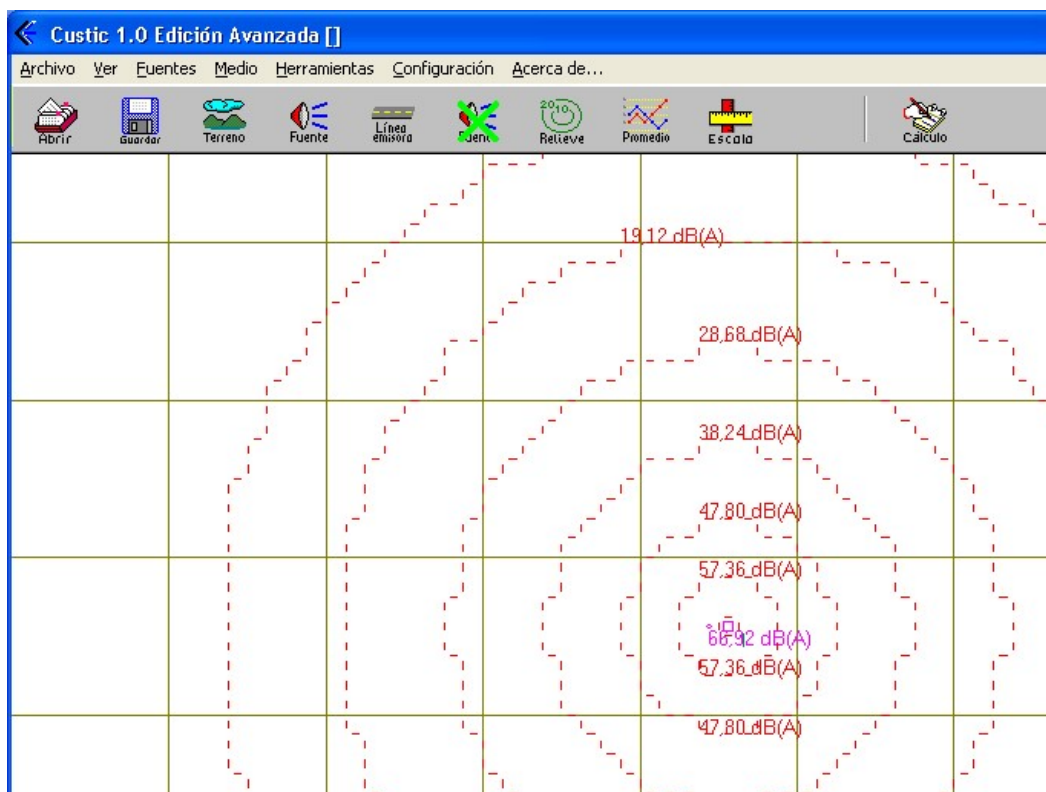 Custic 1.0 Edición Avanzada []
Archivo Ver Fuentes Medio Herramientas Configuración Acerca de...
Abrir Guardar Terreno Fuente Línea emisora Fuente Relieve Promedio Escala Cálculo
2010
19,12 dB(A)
28,68 dB(A)
38,24 dB(A)
47,80 dB(A)
57,36 dB(A)
66,92 dB(A)
57,36 dB(A)
47,80 dB(A)